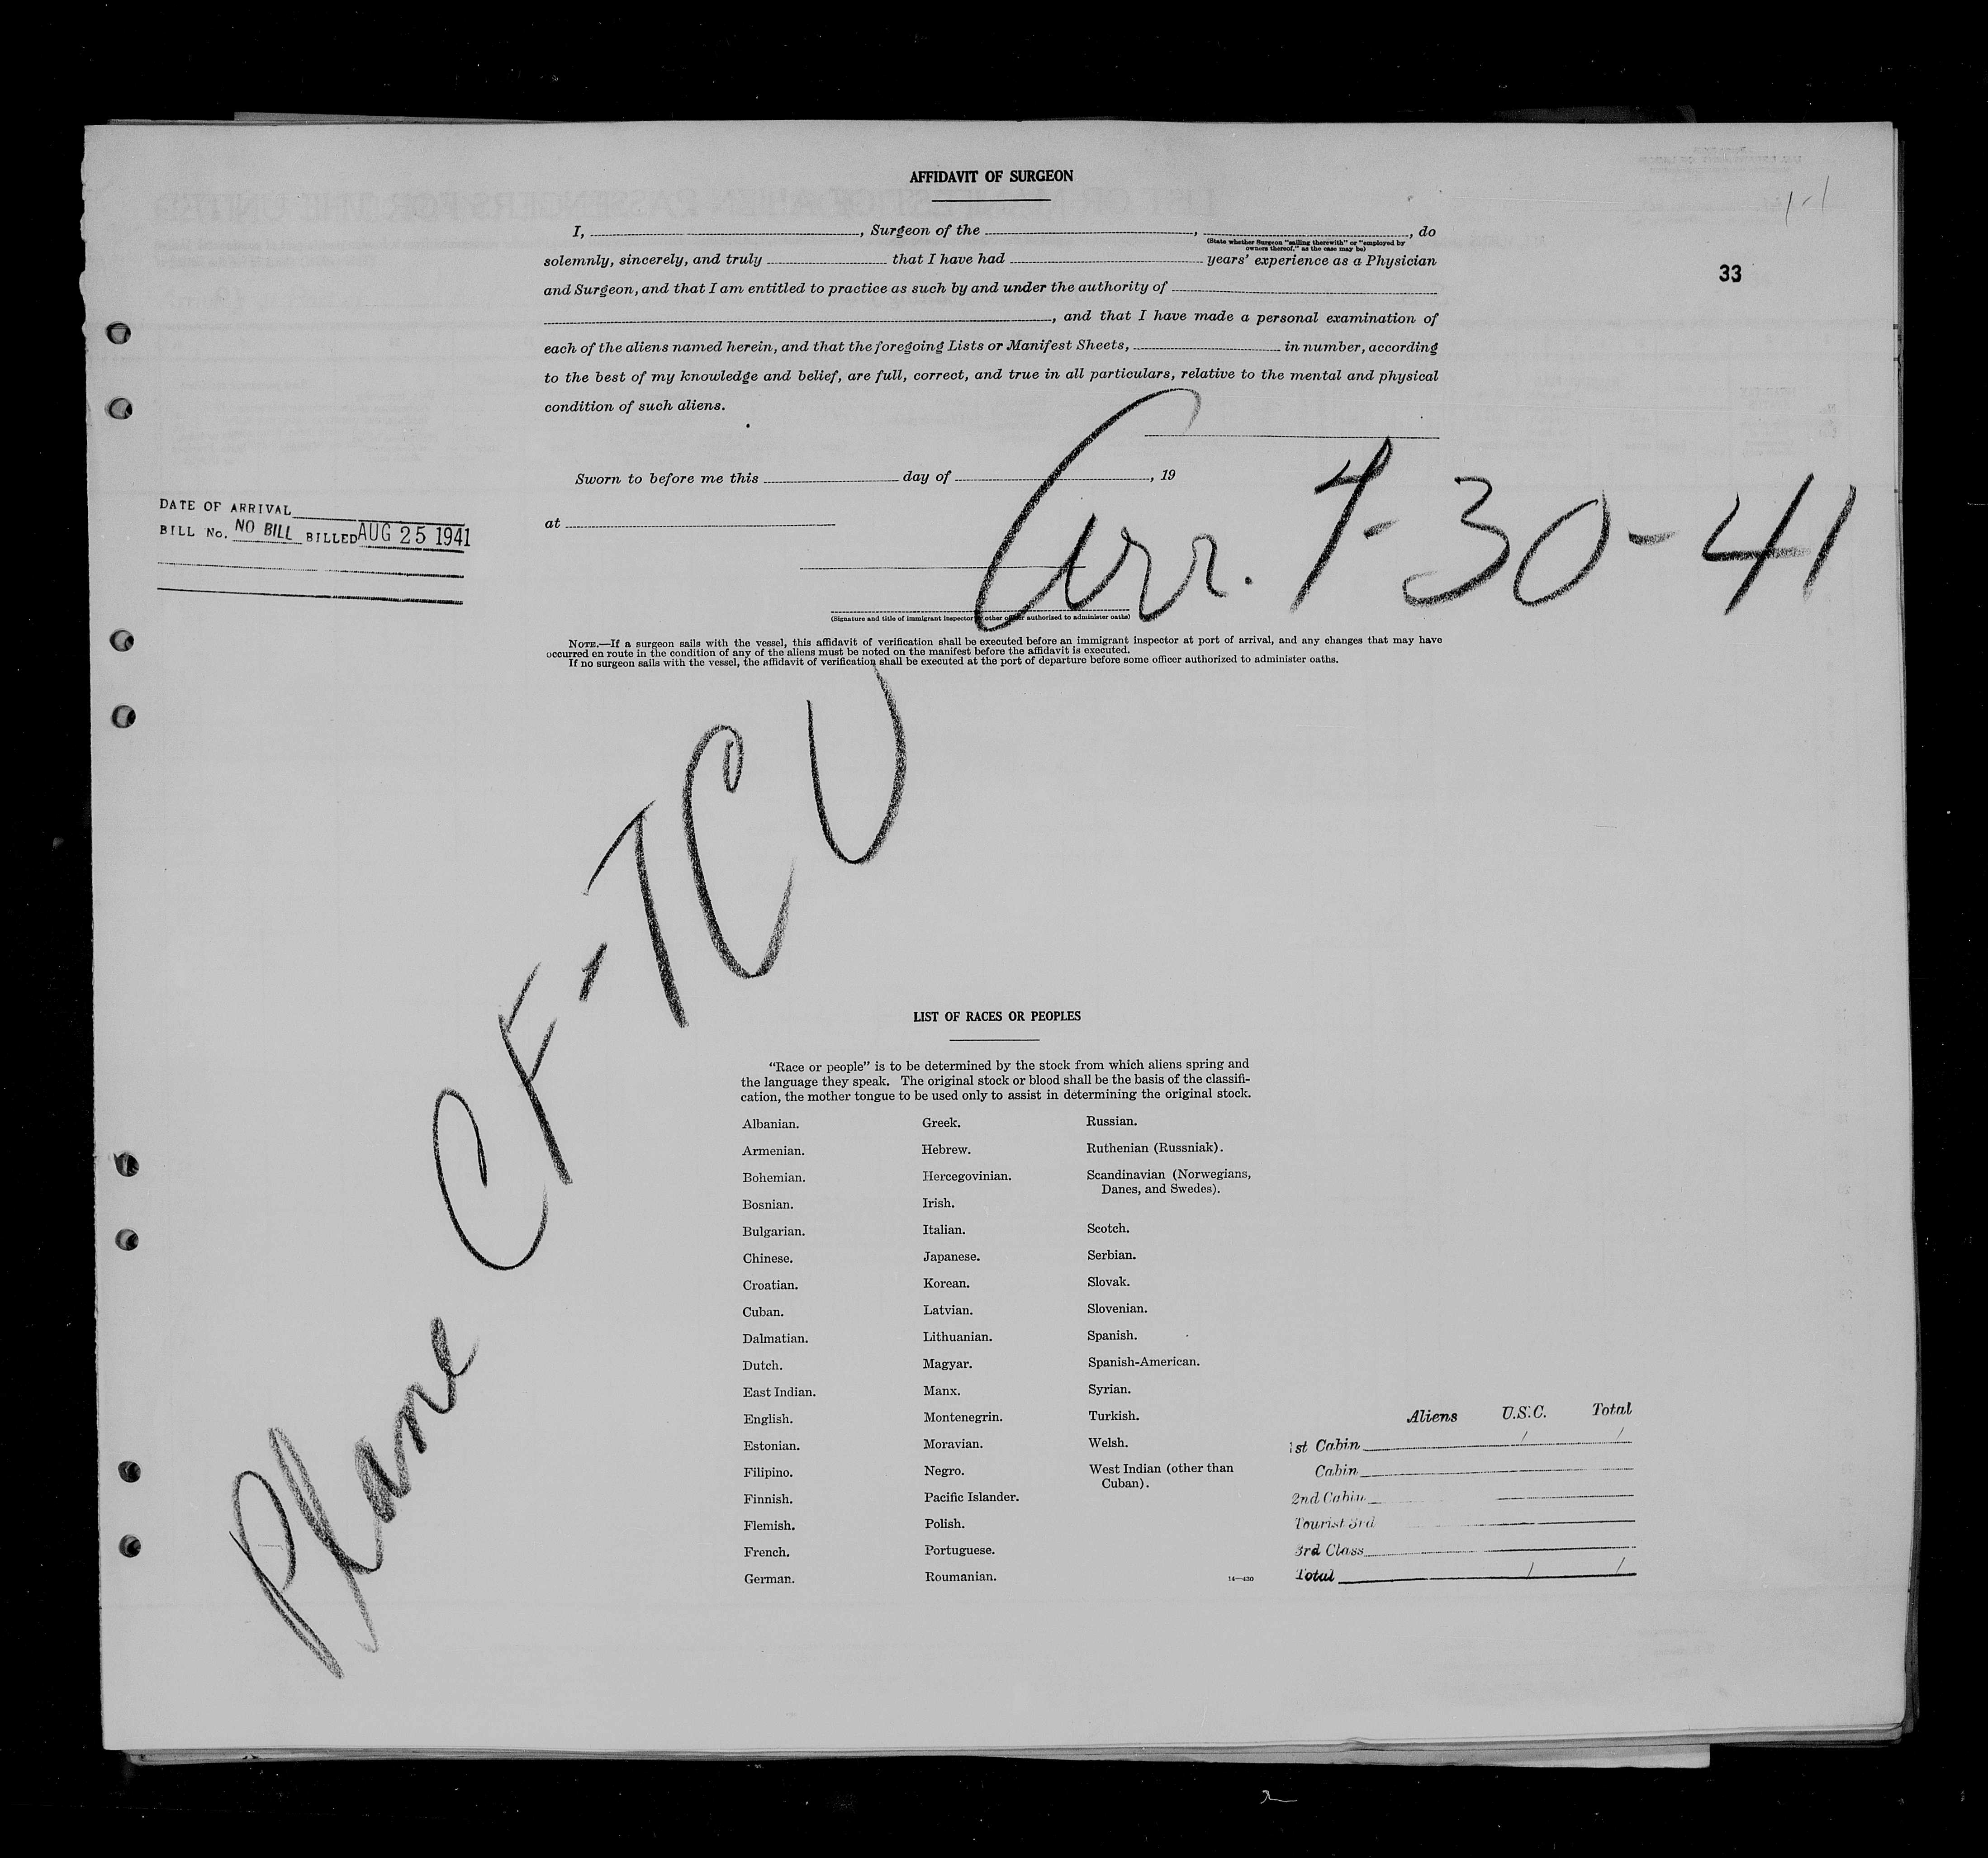 AFFIDAVIT OF SURGEON
I, , Surgeon of the , , do
(State whether Surgeon "sailing therewith" or "employed by
owners thereof," as the case may be)
solemnly, sincerely, and truly that I have had years' experience as a Physician
and Surgeon, and that I am entitled to practice as such by and under the authority of
, and that I have made a personal examination of
each of the aliens named herein, and that the foregoing Lists or Manifest Sheets, in number, according
to the best of my knowledge and belief, are full, correct, and true in all particulars, relative to the mental and physical
condition of such aliens.
1-1
33
Sworn to before me this day of , 19
at
Arr. 7-30-41
DATE OF ARRIVAL
BILL No. NO BILL BILLED AUG 25 1941
(Signature and title of immigrant inspector or other officer authorized to administer oaths)
NOTE.—If a surgeon sails with the vessel, this affidavit of verification shall be executed before an immigrant inspector at port of arrival, and any changes that may have
occurred en route in the condition of any of the aliens must be noted on the manifest before the affidavit is executed.
If no surgeon sails with the vessel, the affidavit of verification shall be executed at the port of departure before some officer authorized to administer oaths.
Plane CF-TCU
LIST OF RACES OR PEOPLES
"Race or people" is to be determined by the stock from which aliens spring and
the language they speak. The original stock or blood shall be the basis of the classifi-
cation, the mother tongue to be used only to assist in determining the original stock.
Albanian.
Armenian.
Bohemian.
Bosnian.
Bulgarian.
Chinese.
Croatian.
Cuban.
Dalmatian.
Dutch.
East Indian.
English.
Estonian.
Filipino.
Finnish.
Flemish.
French.
German.
Greek.
Hebrew.
Hercegovinian.
Irish.
Italian.
Japanese.
Korean.
Latvian.
Lithuanian.
Magyar.
Manx.
Montenegrin.
Moravian.
Negro.
Pacific Islander.
Polish.
Portuguese.
Roumanian.
Russian.
Ruthenian (Russniak).
Scandinavian (Norwegians,
Danes, and Swedes).
Scotch.
Serbian.
Slovak.
Slovenian.
Spanish.
Spanish-American.
Syrian.
Turkish.
Welsh.
West Indian (other than
Cuban).
14—430
Aliens U.S.C. Total
1st Cabin 1 1
Cabin
2nd Cabin
Tourist 3rd
3rd Class
Total 1 1